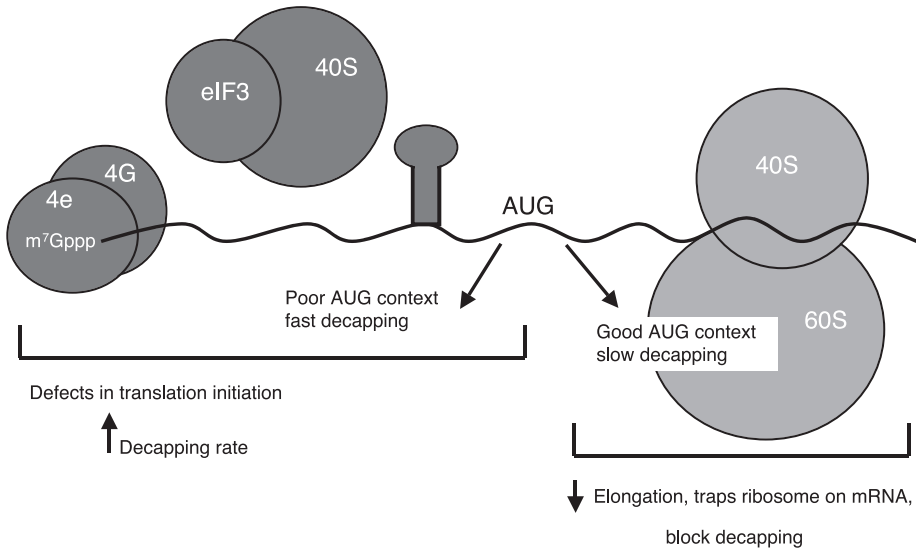 eIF3
40S
4G
4e
m⁷Gppp
AUG
40S
60S
Poor AUG context
fast decapping
Good AUG context
slow decapping
Defects in translation initiation
Decapping rate
Elongation, traps ribosome on mRNA,
block decapping